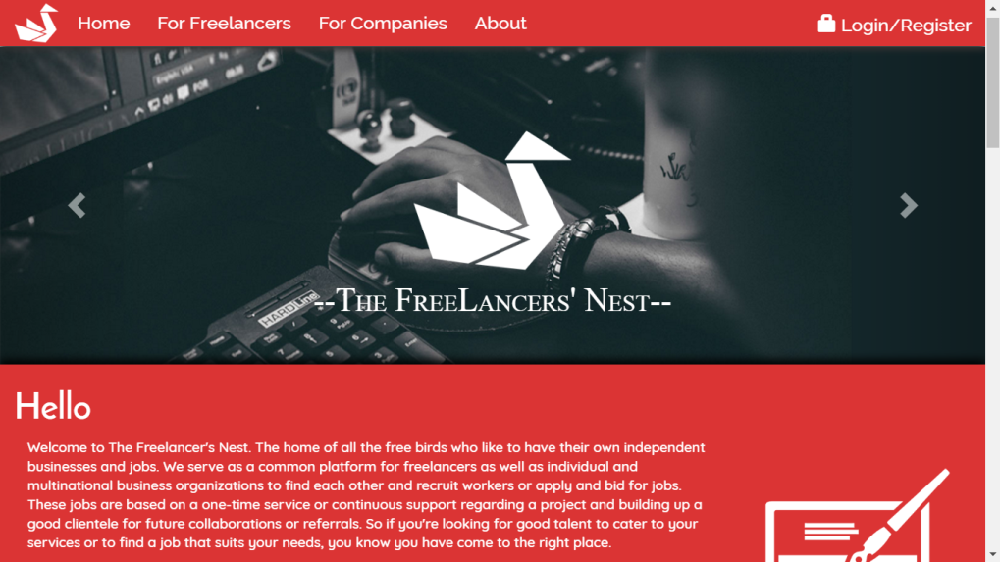 Home For Freelancers For Companies About Login/Register
English: USA
POR
HARD Line
--The FreeLancers' Nest--
Hello
Welcome to The Freelancer's Nest. The home of all the free birds who like to have their own independent
businesses and jobs. We serve as a common platform for freelancers as well as individual and
multinational business organizations to find each other and recruit workers or apply and bid for jobs.
These jobs are based on a one-time service or continuous support regarding a project and building up a
good clientele for future collaborations or referrals. So if you're looking for good talent to cater to your
services or to find a job that suits your needs, you know you have come to the right place.